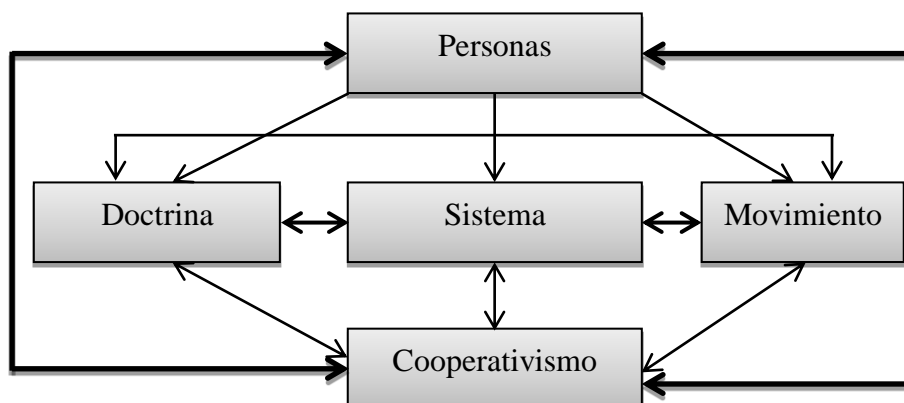 Personas
Doctrina
Sistema
Movimiento
Cooperativismo